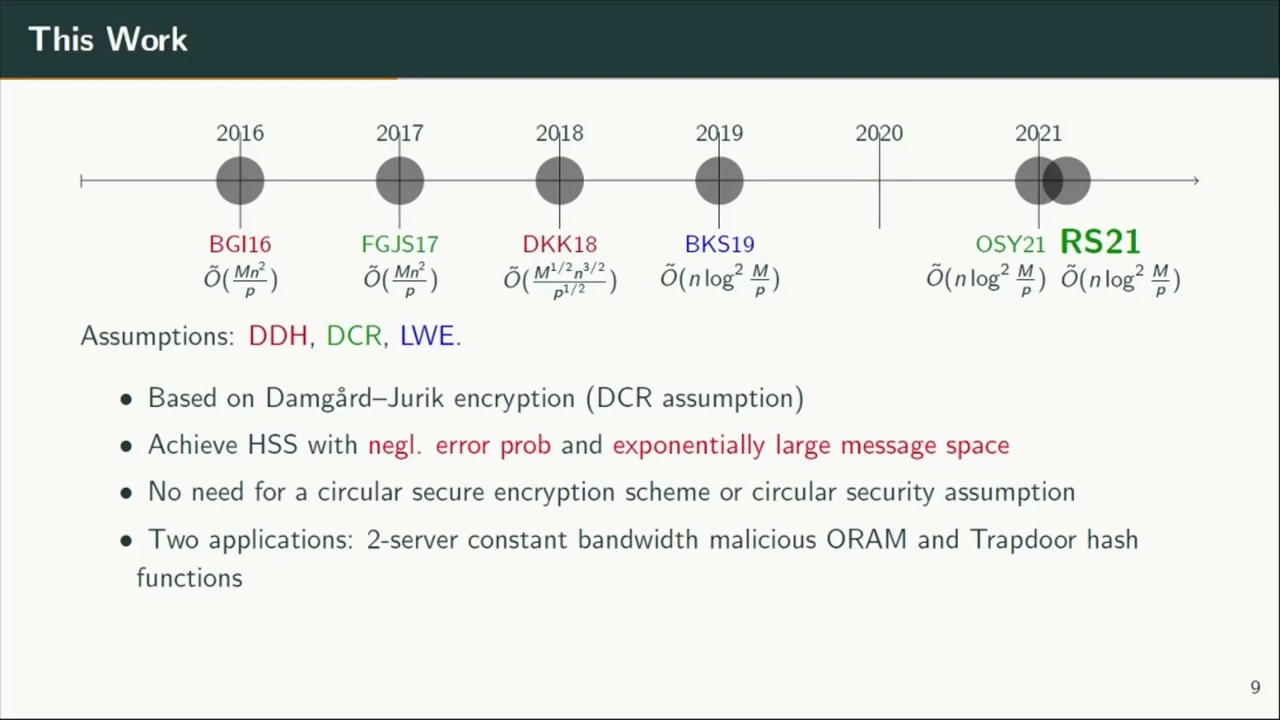 This Work
2016 2017 2018 2019 2020 2021
BGI16 FGJS17 DKK18 BKS19 OSY21 RS21
Õ(Mn²/p) Õ(Mn²/p) Õ(M^{1/2}n^{3/2}/p^{1/2}) Õ(n log² M/p) Õ(n log² M/p) Õ(n log² M/p)
Assumptions: DDH, DCR, LWE.
• Based on Damgård–Jurik encryption (DCR assumption)
• Achieve HSS with negl. error prob and exponentially large message space
• No need for a circular secure encryption scheme or circular security assumption
• Two applications: 2-server constant bandwidth malicious ORAM and Trapdoor hash
functions
9